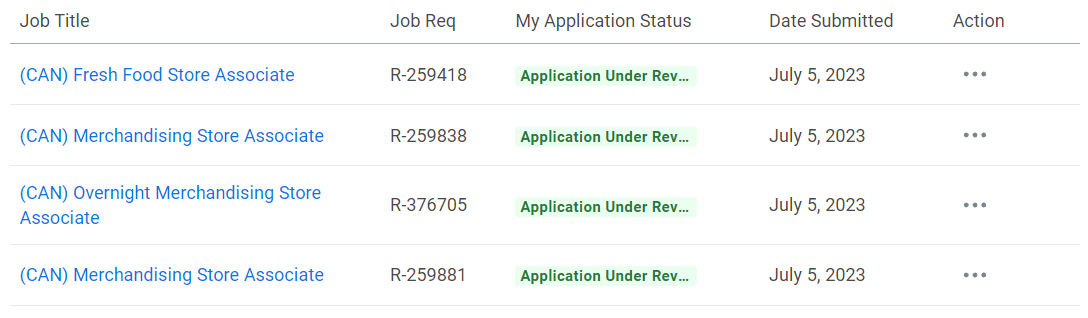 Job Title Job Req My Application Status Date Submitted Action
(CAN) Fresh Food Store Associate R-259418 Application Under Rev... July 5, 2023
(CAN) Merchandising Store Associate R-259838 Application Under Rev... July 5, 2023
(CAN) Overnight Merchandising Store
Associate R-376705 Application Under Rev... July 5, 2023
(CAN) Merchandising Store Associate R-259881 Application Under Rev... July 5, 2023